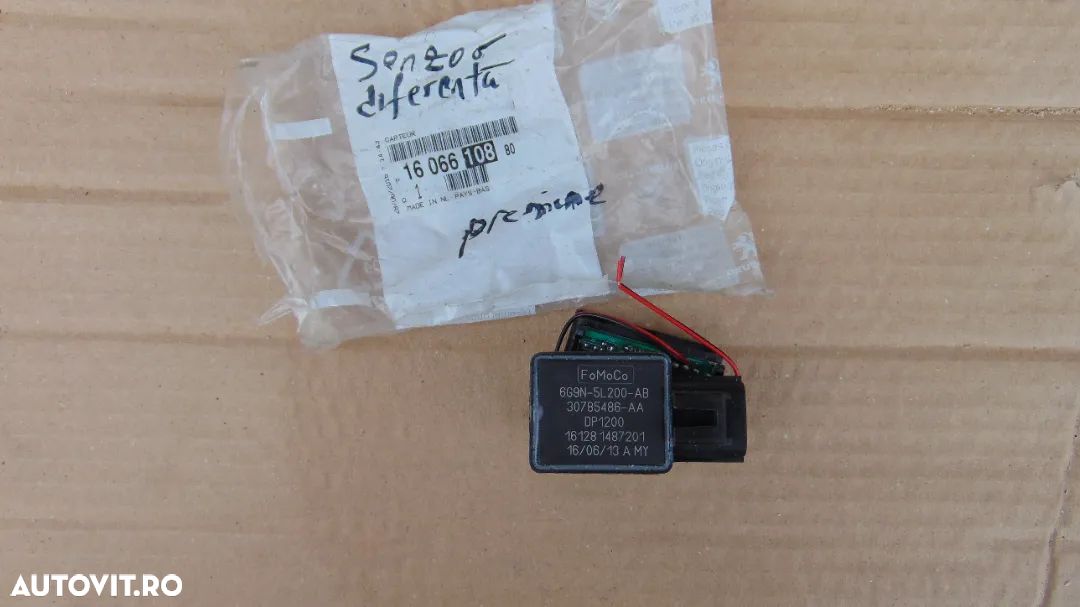 Senzor
diferenta
CAPTEUR
P 16 066 108 80
Q 1
MADE IN NL-PAYS-BAS
presiune
FoMoCo
6G9N-5L200-AB
30785486-AA
DP1200
16128 1487201
16/06/13 A MY
AUTOVIT.RO